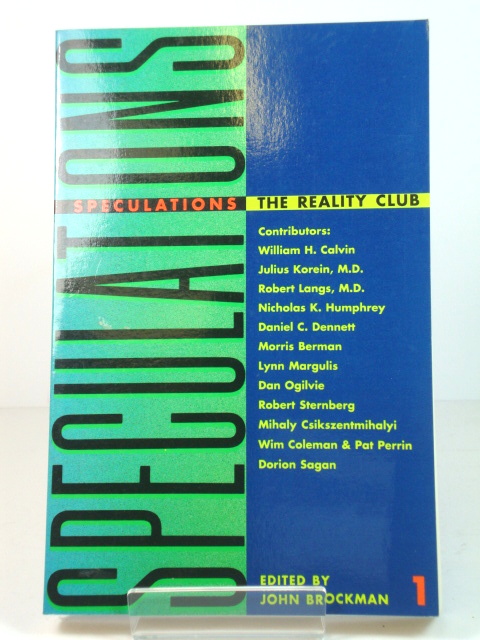 SPECULATIONS
SPECULATIONS THE REALITY CLUB
Contributors:
William H. Calvin
Julius Korein, M.D.
Robert Langs, M.D.
Nicholas K. Humphrey
Daniel C. Dennett
Morris Berman
Lynn Margulis
Dan Ogilvie
Robert Sternberg
Mihaly Csikszentmihalyi
Wim Coleman & Pat Perrin
Dorion Sagan
EDITED BY
JOHN BROCKMAN 1